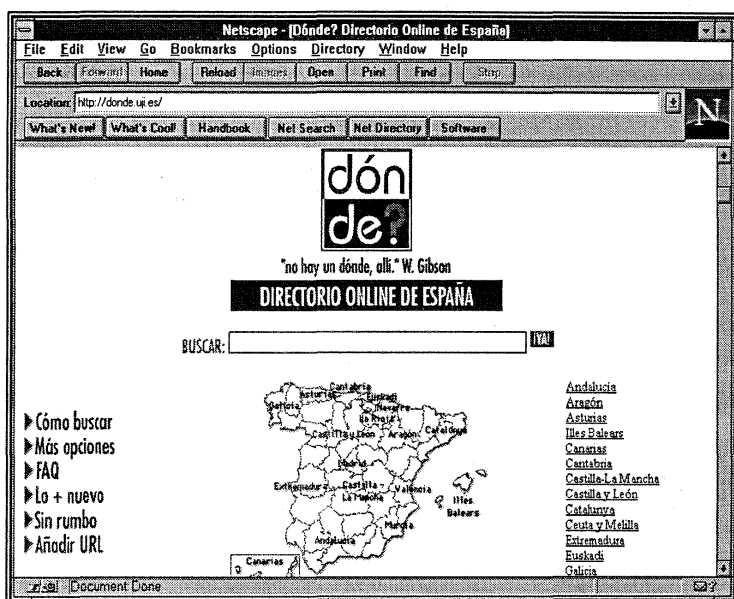 Netscape - [Dónde? Directorio Online de España]
File Edit View Go Bookmarks Options Directory Window Help
Back Forward Home Reload Images Open Print Find Stop
Location: http://donde.uji.es/
N
What's New! What's Cool! Handbook Net Search Net Directory Software
dón
de?
"no hay un dónde, allí." W. Gibson
DIRECTORIO ONLINE DE ESPAÑA
BUSCAR: ¡YA!
Cómo buscar
Más opciones
FAQ
Lo + nuevo
Sin rumbo
Añadir URL
Cantabria
Asturias
Euskadi
Galicia
Navarra
La Rioja
Castilla y León
Aragón
Catalunya
Madrid
Extremadura
Castilla -
La Mancha
València
Illes
Balears
Murcia
Andalucía
Canarias
Andalucía
Aragón
Asturias
Illes Balears
Canarias
Cantabria
Castilla-La Mancha
Castilla y León
Catalunya
Ceuta y Melilla
Extremadura
Euskadi
Galicia
Document Done